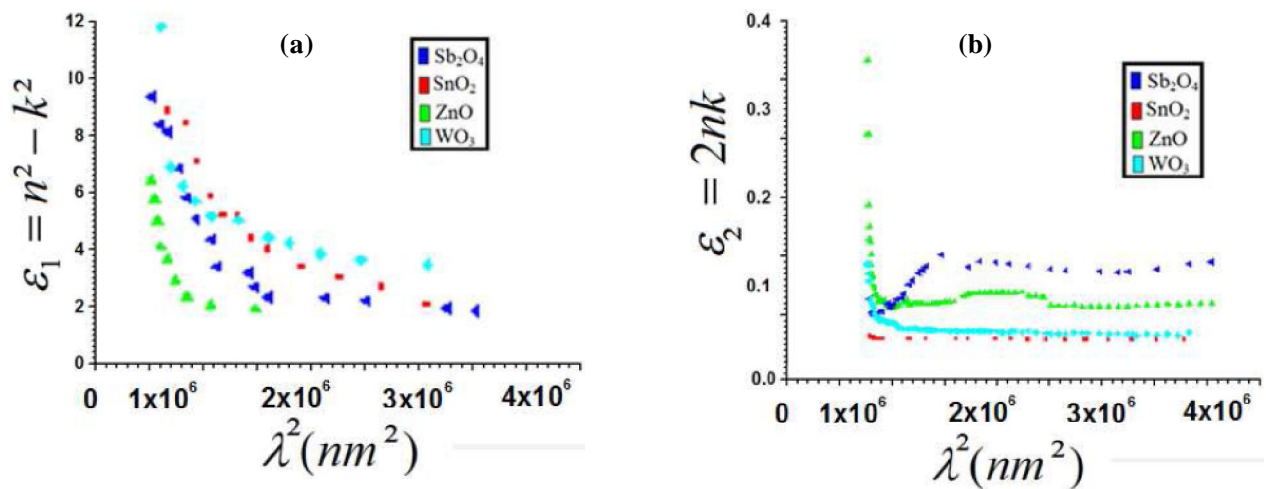 (a)
ε₁ = n² − k²
12
10
8
6
4
2
0
1x10⁶
2x10⁶
3x10⁶
4x10⁶
λ²(nm²)
Sb₂O₄
SnO₂
ZnO
WO₃
(b)
ε₂ = 2nk
0.4
0.3
0.2
0.1
0.0
0
1x10⁶
2x10⁶
3x10⁶
4x10⁶
λ²(nm²)
Sb₂O₄
SnO₂
ZnO
WO₃